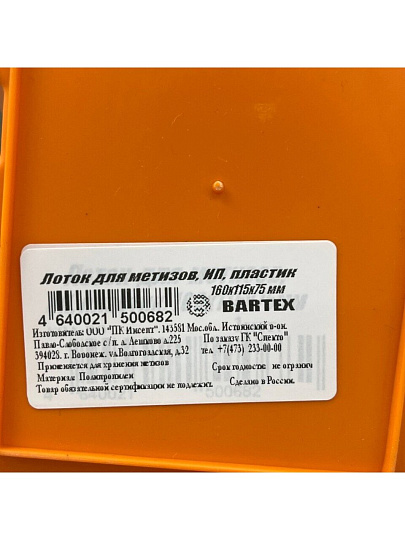 Лоток для метизов, ИП, пластик
160х115х75 мм
4 640021 500682 BARTEX
Изготовитель: ООО "ПК Инсепт". 143581 Мос.обл. Истринский р-он.
Павло-Слободское с/п. д. Лешково д.225 По заказу ГК "Спектр"
394028. г. Воронеж. ул.Волгоградская, д.32 тел. +7(473) 233-00-00
Применяется для хранения метизов Срок годности: не огранич
Материал: Полипропилен Сделано в России.
Товар обязательной сертификации не подлежит.